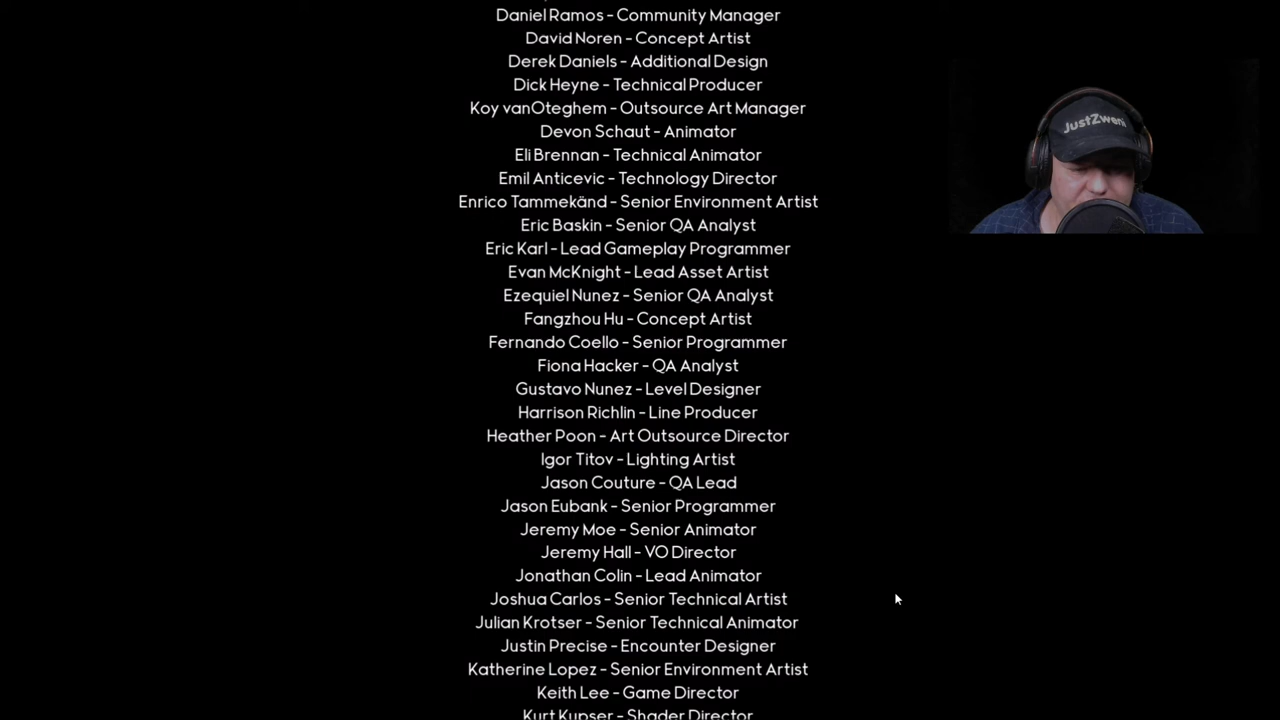 Daniel Ramos - Community Manager
David Noren - Concept Artist
Derek Daniels - Additional Design
Dick Heyne - Technical Producer
Koy vanOteghem - Outsource Art Manager
Devon Schaut - Animator
Eli Brennan - Technical Animator
Emil Anticevic - Technology Director
Enrico Tammekänd - Senior Environment Artist
Eric Baskin - Senior QA Analyst
Eric Karl - Lead Gameplay Programmer
Evan McKnight - Lead Asset Artist
Ezequiel Nunez - Senior QA Analyst
Fangzhou Hu - Concept Artist
Fernando Coello - Senior Programmer
Fiona Hacker - QA Analyst
Gustavo Nunez - Level Designer
Harrison Richlin - Line Producer
Heather Poon - Art Outsource Director
Igor Titov - Lighting Artist
Jason Couture - QA Lead
Jason Eubank - Senior Programmer
Jeremy Moe - Senior Animator
Jeremy Hall - VO Director
Jonathan Colin - Lead Animator
Joshua Carlos - Senior Technical Artist
Julian Krotser - Senior Technical Animator
Justin Precise - Encounter Designer
Katherine Lopez - Senior Environment Artist
Keith Lee - Game Director
Kurt Kupser - Shader Director